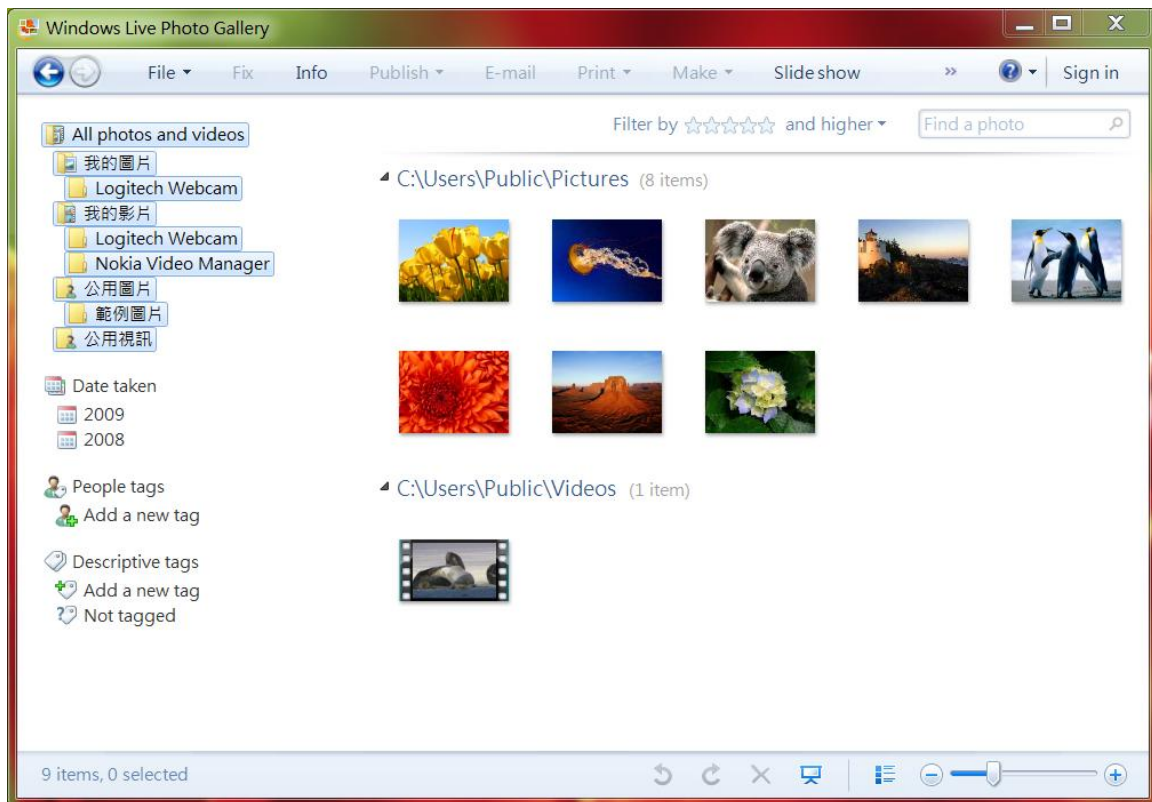 Windows Live Photo Gallery
File Fix Info Publish E-mail Print Make Slide show » Sign in
Filter by and higher Find a photo
All photos and videos
我的圖片
Logitech Webcam
我的影片
Logitech Webcam
Nokia Video Manager
公用圖片
範例圖片
公用視訊
Date taken
2009
2008
People tags
Add a new tag
Descriptive tags
Add a new tag
Not tagged
C:\Users\Public\Pictures (8 items)
C:\Users\Public\Videos (1 item)
9 items, 0 selected